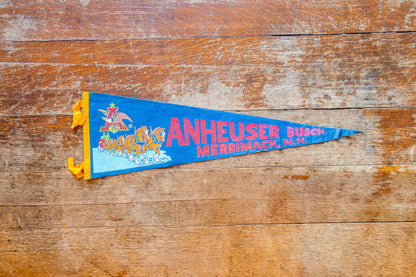 ANHEUSER BUSCH
MERRIMACK, N.H.